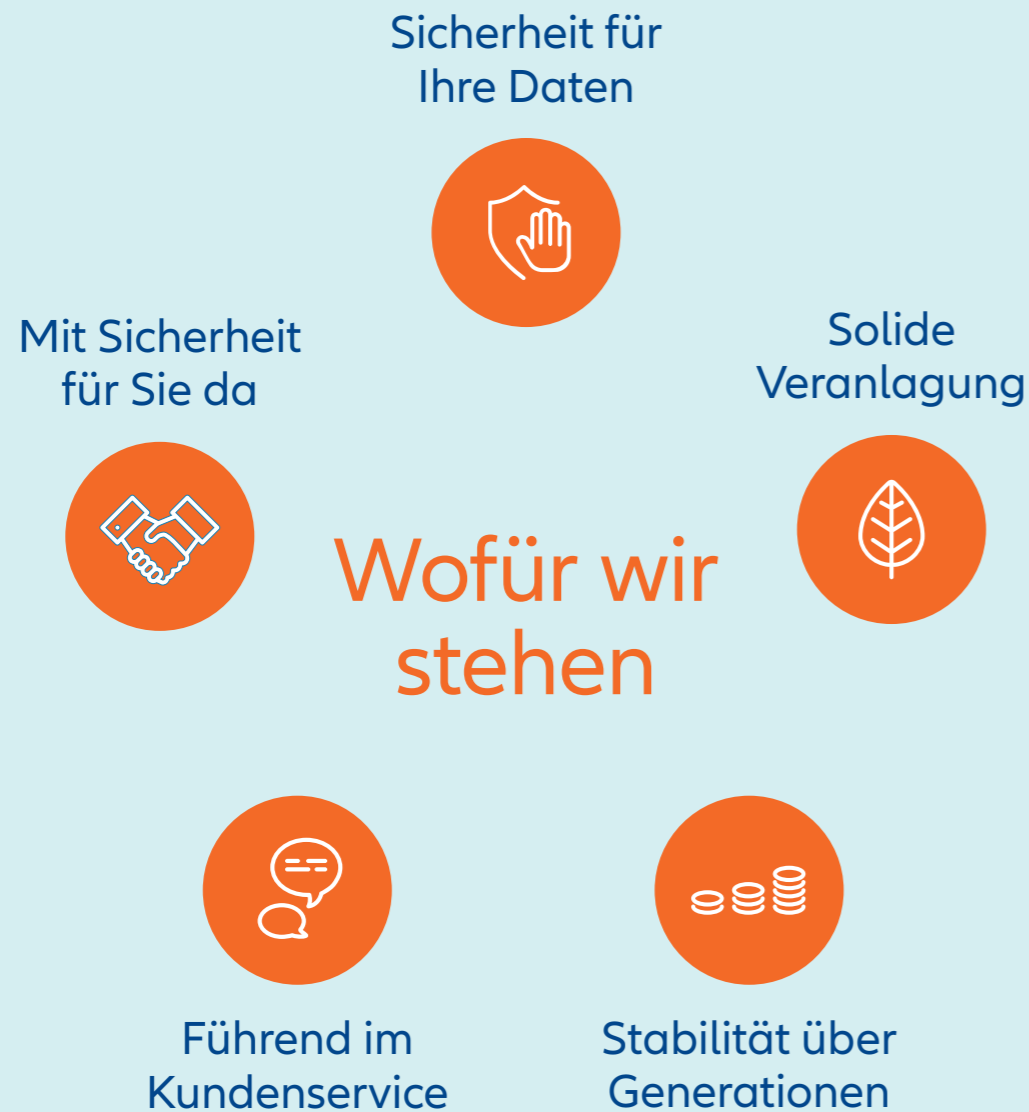 Sicherheit für
Ihre Daten
Mit Sicherheit
für Sie da
Solide
Veranlagung
Wofür wir
stehen
Führend im
Kundenservice
Stabilität über
Generationen